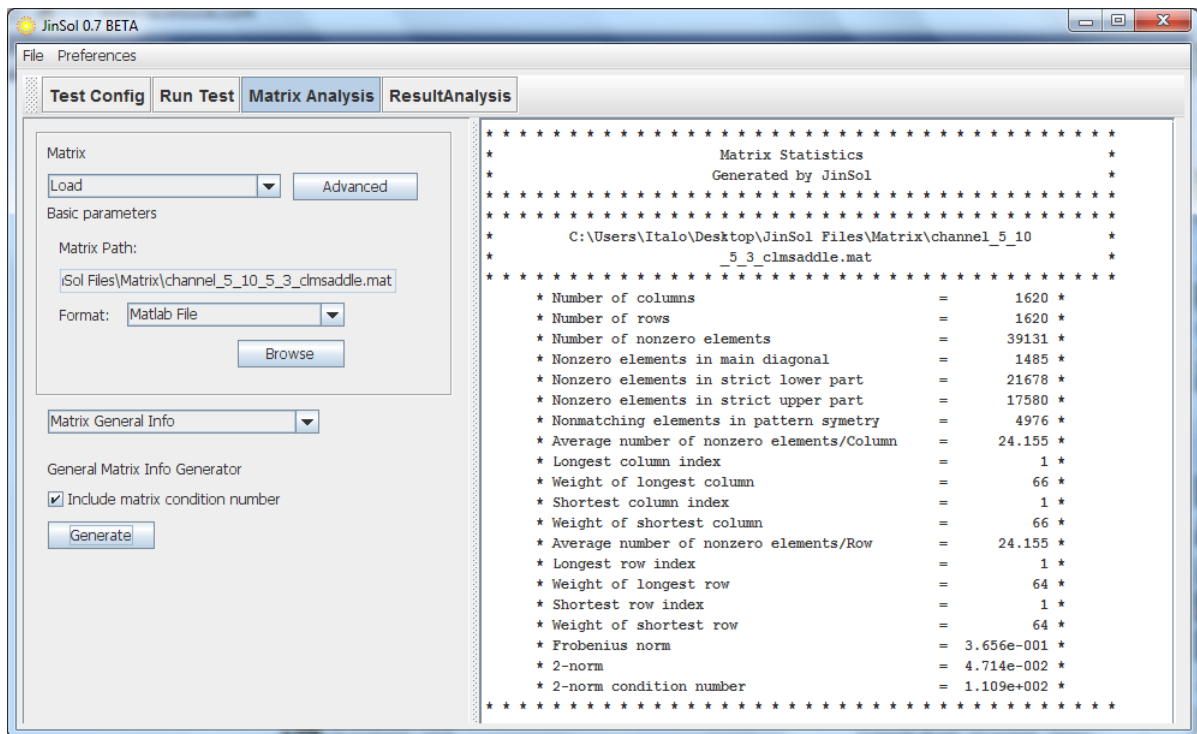 JinSol 0.7 BETA
File Preferences
Test Config Run Test Matrix Analysis ResultAnalysis
Matrix
Load Advanced
Basic parameters
Matrix Path:
Sol Files\Matrix\channel_5_10_5_3_clmsaddle.mat
Format: Matlab File
Browse
Matrix General Info
General Matrix Info Generator
Include matrix condition number
Generate
* * * * * * * * * * * * * * * * * * * * * * * * * * * * * * * *
* Matrix Statistics *
* Generated by JinSol *
* * * * * * * * * * * * * * * * * * * * * * * * * * * * * * * *
* * * * * * * * * * * * * * * * * * * * * * * * * * * * * * * *
* C:\Users\Italo\Desktop\JinSol Files\Matrix\channel_5_10 *
* _5_3_clmsaddle.mat *
* * * * * * * * * * * * * * * * * * * * * * * * * * * * * * * *
* Number of columns = 1620 *
* Number of rows = 1620 *
* Number of nonzero elements = 39131 *
* Nonzero elements in main diagonal = 1485 *
* Nonzero elements in strict lower part = 21678 *
* Nonzero elements in strict upper part = 17580 *
* Nonmatching elements in pattern symetry = 4976 *
* Average number of nonzero elements/Column = 24.155 *
* Longest column index = 1 *
* Weight of longest column = 66 *
* Shortest column index = 1 *
* Weight of shortest column = 66 *
* Average number of nonzero elements/Row = 24.155 *
* Longest row index = 1 *
* Weight of longest row = 64 *
* Shortest row index = 1 *
* Weight of shortest row = 64 *
* Frobenius norm = 3.656e-001 *
* 2-norm = 4.714e-002 *
* 2-norm condition number = 1.109e+002 *
* * * * * * * * * * * * * * * * * * * * * * * * * * * * * * * *